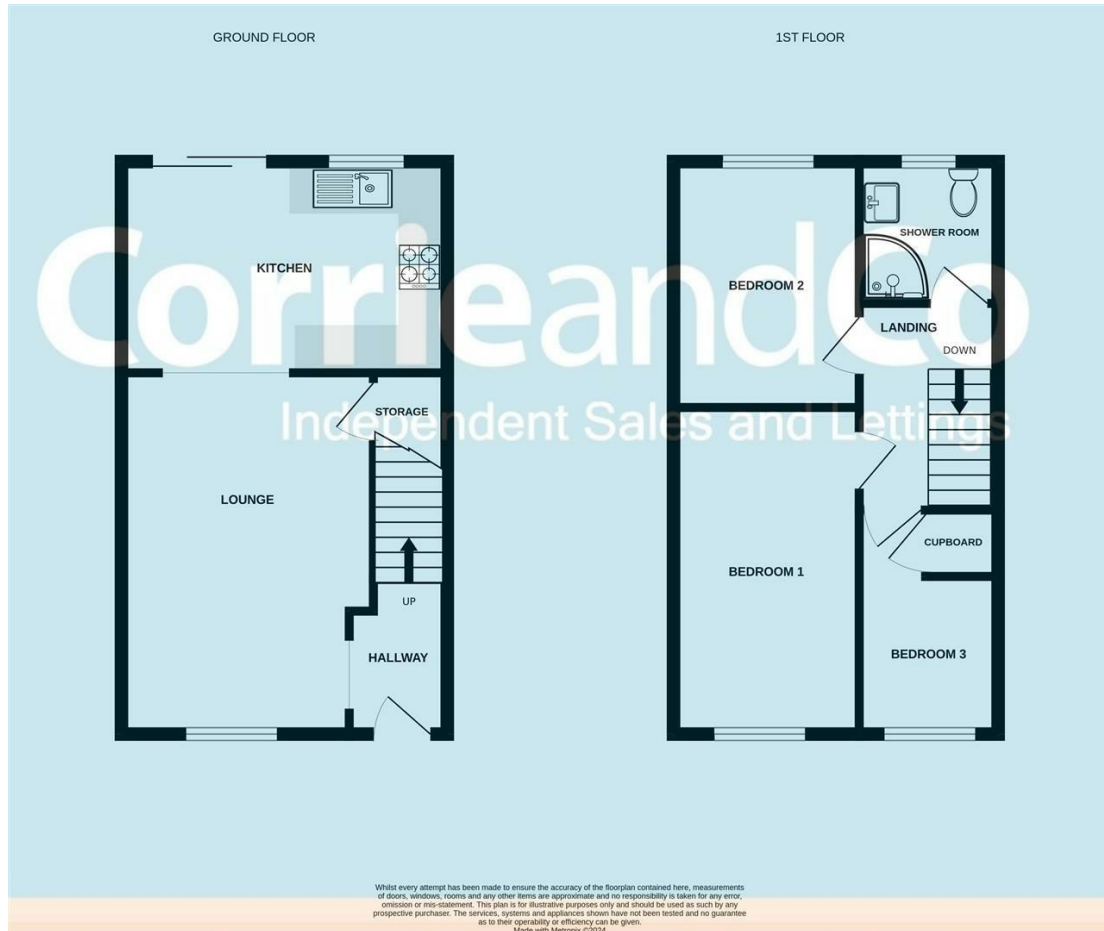 GROUND FLOOR
1ST FLOOR
KITCHEN
STORAGE
LOUNGE
UP
HALLWAY
SHOWER ROOM
BEDROOM 2
LANDING
DOWN
CUPBOARD
BEDROOM 1
BEDROOM 3
CorrieandCo
Independent Sales and Lettings
Whilst every attempt has been made to ensure the accuracy of the floorplan contained here, measurements
of doors, windows, rooms and any other items are approximate and no responsibility is taken for any error,
omission or mis-statement. This plan is for illustrative purposes only and should be used as such by any
prospective purchaser. The services, systems and appliances shown have not been tested and no guarantee
as to their operability or efficiency can be given.
Made with Metropix ©2024